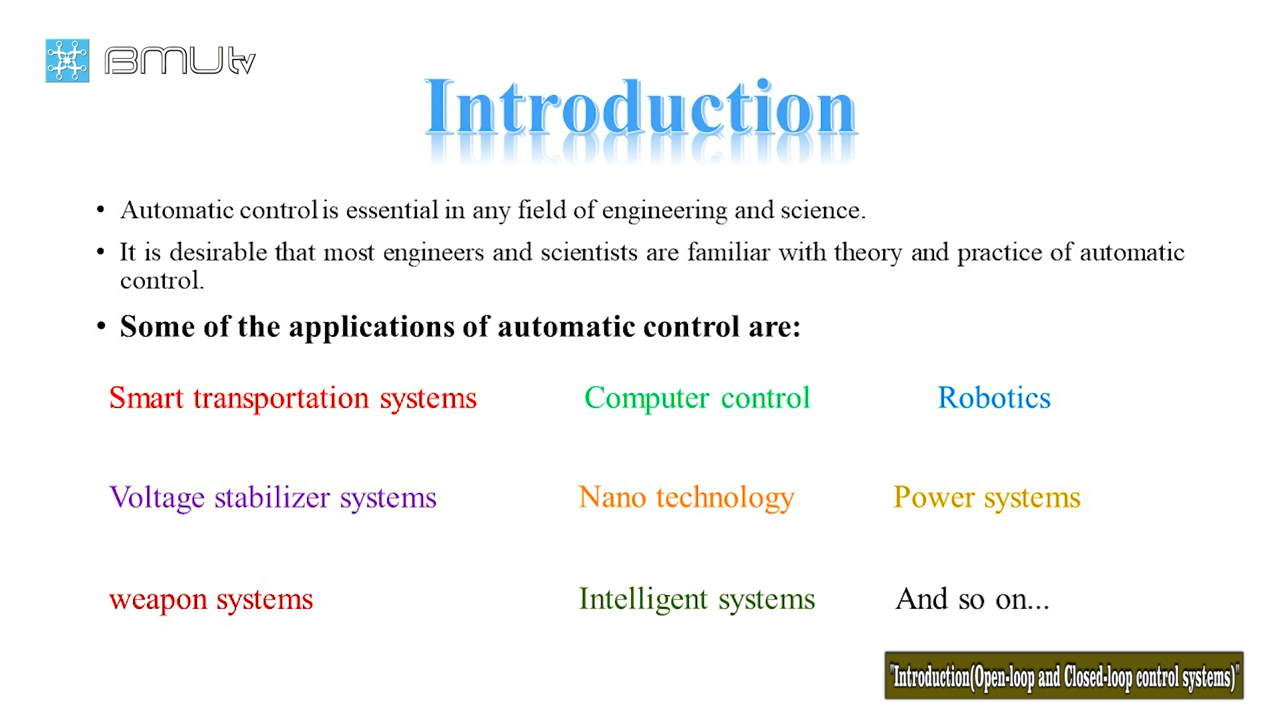 BMUtv
Introduction
• Automatic control is essential in any field of engineering and science.
• It is desirable that most engineers and scientists are familiar with theory and practice of automatic
control.
• Some of the applications of automatic control are:
Smart transportation systems Computer control Robotics
Voltage stabilizer systems Nano technology Power systems
weapon systems Intelligent systems And so on...
"Introduction(Open-loop and Closed-loop control systems)"